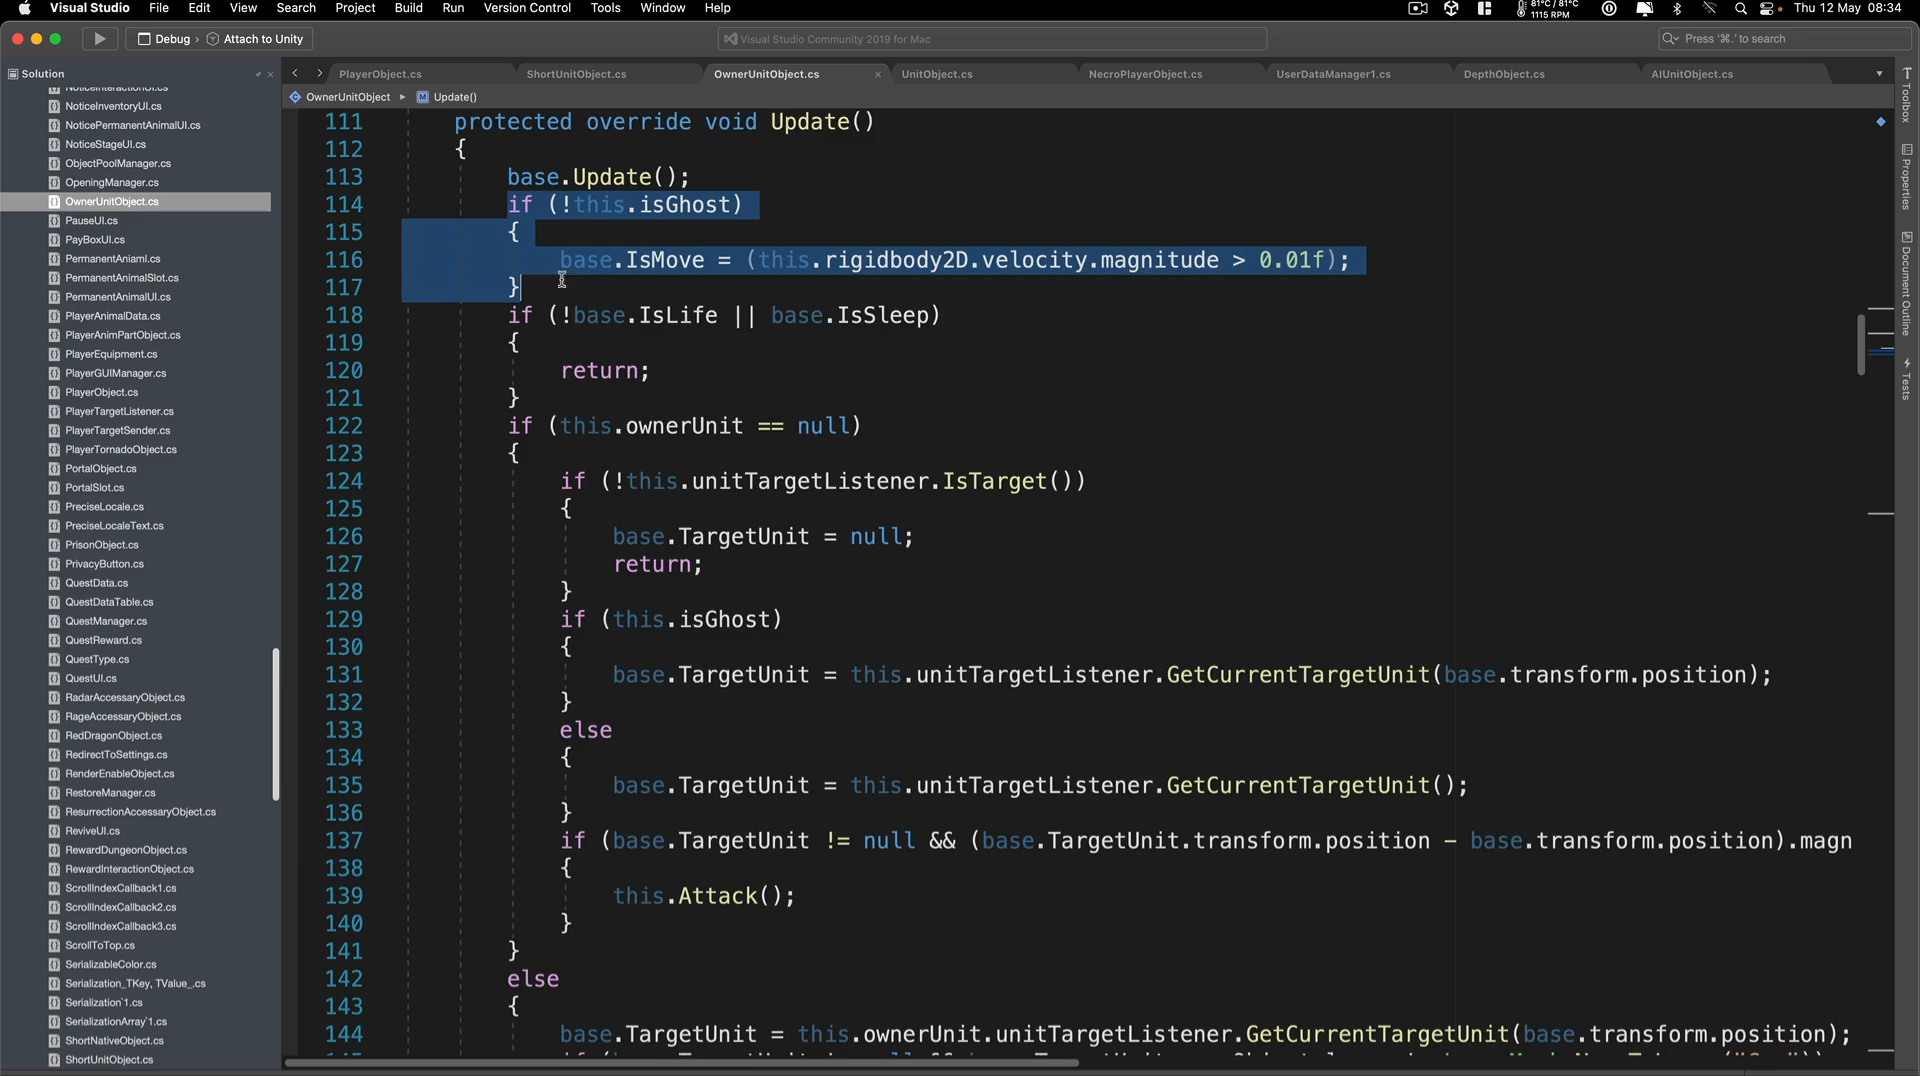 Visual Studio File Edit View Search Project Build Run Version Control Tools Window Help 81°C / 81°C 1115 RPM Thu 12 May 08:34
Debug › Attach to Unity Visual Studio Community 2019 for Mac Press '⌘.' to search
Solution
PlayerObject.cs ShortUnitObject.cs OwnerUnitObject.cs UnitObject.cs NecroPlayerObject.cs UserDataManager1.cs DepthObject.cs AIUnitObject.cs
OwnerUnitObject ▸ M Update()
NoticeInteractionUI.cs
NoticeInventoryUI.cs
NoticePermanentAnimalUI.cs
NoticeStageUI.cs
ObjectPoolManager.cs
OpeningManager.cs
OwnerUnitObject.cs
PauseUI.cs
PayBoxUI.cs
PermanentAniaml.cs
PermanentAnimalSlot.cs
PermanentAnimalUI.cs
PlayerAnimalData.cs
PlayerAnimPartObject.cs
PlayerEquipment.cs
PlayerGUIManager.cs
PlayerObject.cs
PlayerTargetListener.cs
PlayerTargetSender.cs
PlayerTornadoObject.cs
PortalObject.cs
PortalSlot.cs
PreciseLocale.cs
PreciseLocaleText.cs
PrisonObject.cs
PrivacyButton.cs
QuestData.cs
QuestDataTable.cs
QuestManager.cs
QuestReward.cs
QuestType.cs
QuestUI.cs
RadarAccessaryObject.cs
RageAccessaryObject.cs
RedDragonObject.cs
RedirectToSettings.cs
RenderEnableObject.cs
RestoreManager.cs
ResurrectionAccessaryObject.cs
ReviveUI.cs
RewardDungeonObject.cs
RewardInteractionObject.cs
ScrollIndexCallback1.cs
ScrollIndexCallback2.cs
ScrollIndexCallback3.cs
ScrollToTop.cs
SerializableColor.cs
Serialization_TKey, TValue_.cs
Serialization`1.cs
SerializationArray`1.cs
ShortNativeObject.cs
ShortUnitObject.cs
111 protected override void Update()
112 {
113 base.Update();
114 if (!this.isGhost)
115 {
116 base.IsMove = (this.rigidbody2D.velocity.magnitude > 0.01f);
117 }
118 if (!base.IsLife || base.IsSleep)
119 {
120 return;
121 }
122 if (this.ownerUnit == null)
123 {
124 if (!this.unitTargetListener.IsTarget())
125 {
126 base.TargetUnit = null;
127 return;
128 }
129 if (this.isGhost)
130 {
131 base.TargetUnit = this.unitTargetListener.GetCurrentTargetUnit(base.transform.position);
132 }
133 else
134 {
135 base.TargetUnit = this.unitTargetListener.GetCurrentTargetUnit();
136 }
137 if (base.TargetUnit != null && (base.TargetUnit.transform.position - base.transform.position).magn
138 {
139 this.Attack();
140 }
141 }
142 else
143 {
144 base.TargetUnit = this.ownerUnit.unitTargetListener.GetCurrentTargetUnit(base.transform.position);
Toolbox
Properties
Document Outline
Tests